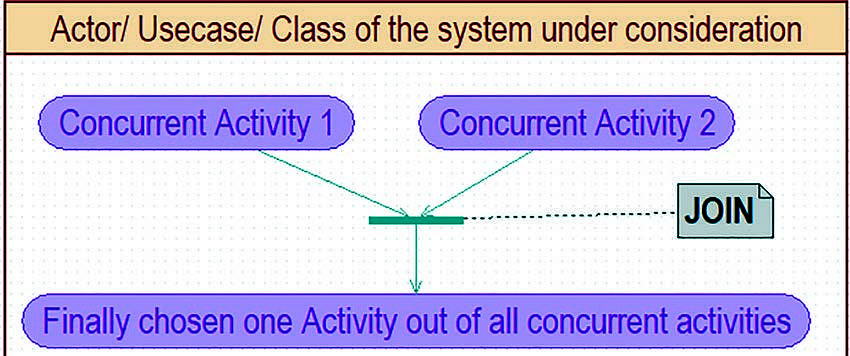 Actor/ Usecase/ Class of the system under consideration
Concurrent Activity 1
Concurrent Activity 2
JOIN
Finally chosen one Activity out of all concurrent activities